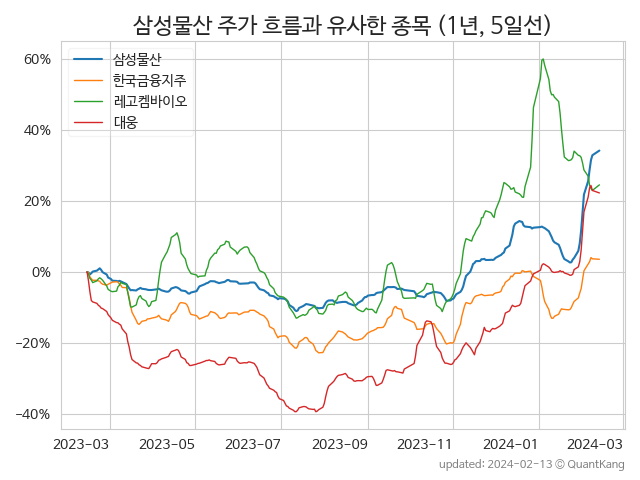 삼성물산 주가 흐름과 유사한 종목 (1년, 5일선)
삼성물산
한국금융지주
레고켐바이오
대웅
60%
40%
20%
0%
−20%
−40%
2023−03
2023−05
2023−07
2023−09
2023−11
2024−01
2024−03
updated: 2024-02-13 © QuantKang